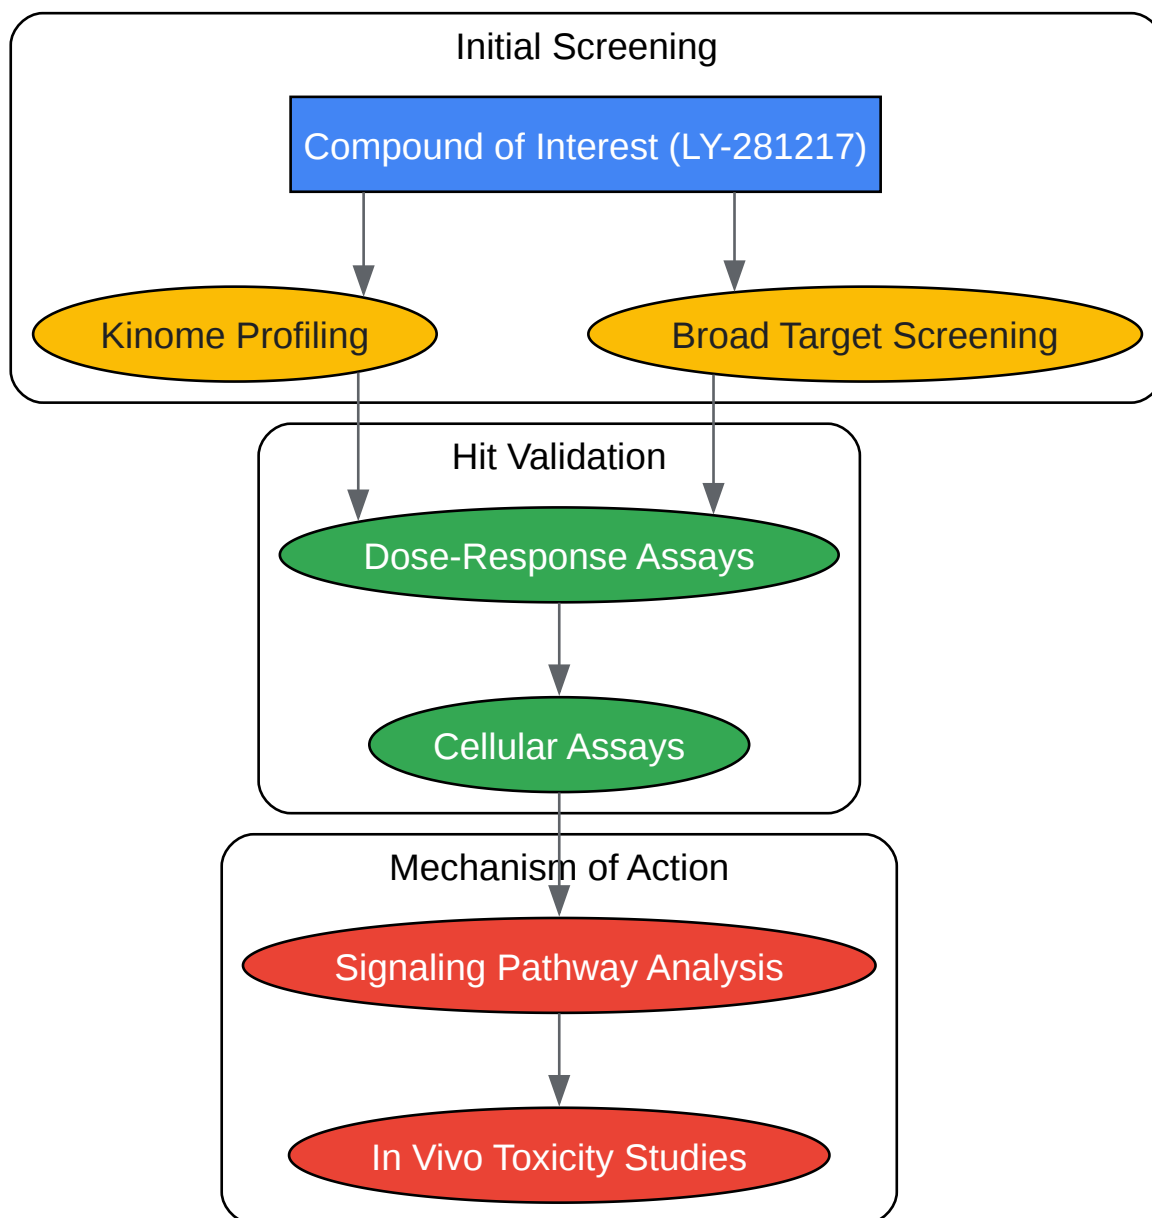 Initial Screening
Compound of Interest (LY-281217)
Kinome Profiling
Broad Target Screening
Hit Validation
Dose-Response Assays
Cellular Assays
Mechanism of Action
Signaling Pathway Analysis
In Vivo Toxicity Studies